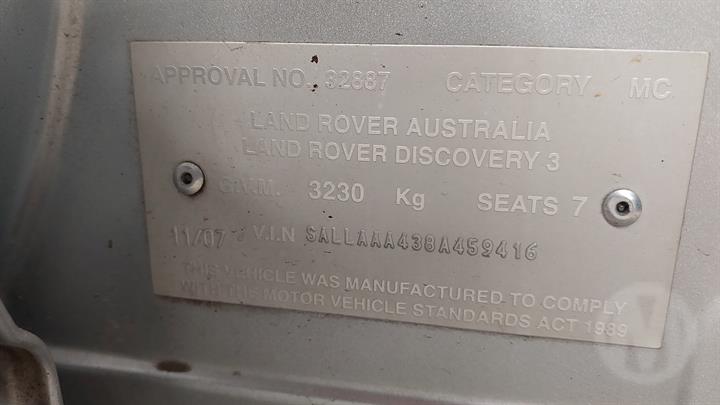 APPROVAL NO. 32887 CATEGORY MC
LAND ROVER AUSTRALIA
LAND ROVER DISCOVERY 3
G.V.M. 3230 Kg SEATS 7
11/07 V.I.N SALLAAA438A459416
THIS VEHICLE WAS MANUFACTURED TO COMPLY
WITH THE MOTOR VEHICLE STANDARDS ACT 1989